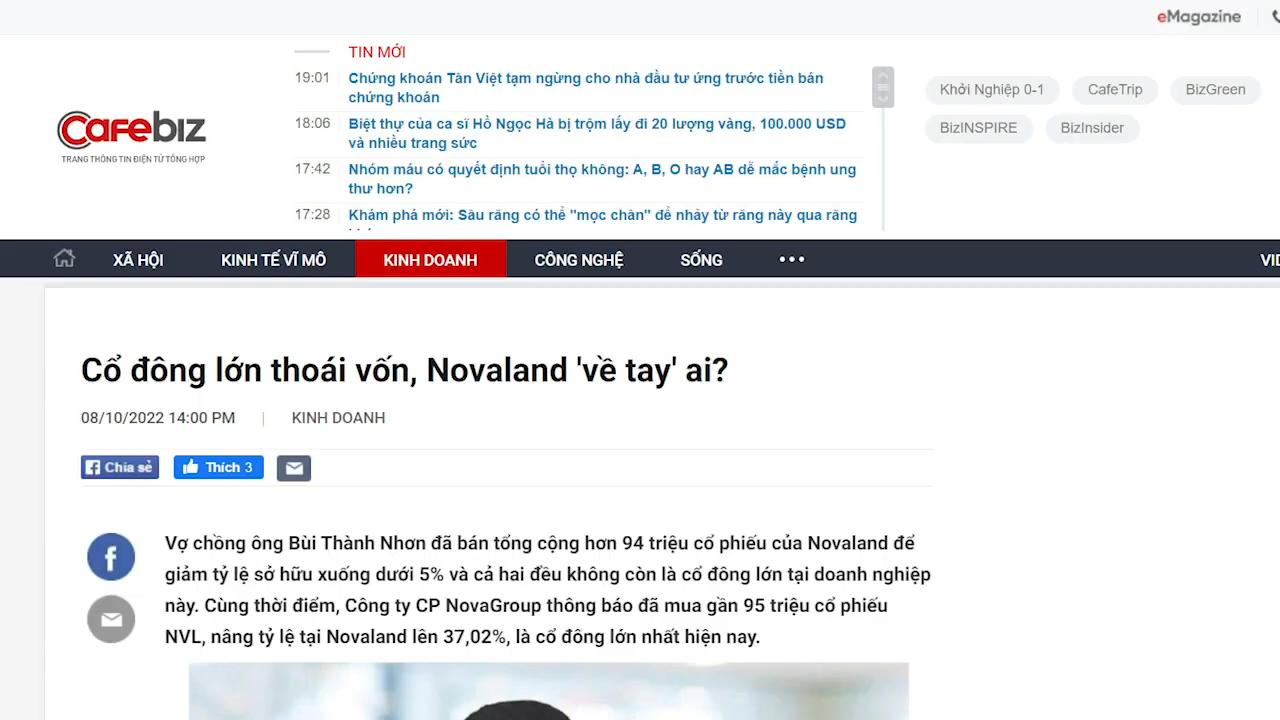 eMagazine
Cafebiz
TRANG THÔNG TIN ĐIỆN TỬ TỔNG HỢP
TIN MỚI
19:01 Chứng khoán Tân Việt tạm ngừng cho nhà đầu tư ứng trước tiền bán
chứng khoán
18:06 Biệt thự của ca sĩ Hồ Ngọc Hà bị trộm lấy đi 20 lượng vàng, 100.000 USD
và nhiều trang sức
17:42 Nhóm máu có quyết định tuổi thọ không: A, B, O hay AB dễ mắc bệnh ung
thư hơn?
17:28 Khám phá mới: Sâu răng có thể "mọc chân" để nhảy từ răng này qua răng
Khởi Nghiệp 0-1 CafeTrip BizGreen
BizINSPIRE BizInsider
XÃ HỘI KINH TẾ VĨ MÔ KINH DOANH CÔNG NGHỆ SỐNG
Cổ đông lớn thoái vốn, Novaland 'về tay' ai?
08/10/2022 14:00 PM | KINH DOANH
Chia sẻ Thích 3
Vợ chồng ông Bùi Thành Nhơn đã bán tổng cộng hơn 94 triệu cổ phiếu của Novaland để
giảm tỷ lệ sở hữu xuống dưới 5% và cả hai đều không còn là cổ đông lớn tại doanh nghiệp
này. Cùng thời điểm, Công ty CP NovaGroup thông báo đã mua gần 95 triệu cổ phiếu
NVL, nâng tỷ lệ tại Novaland lên 37,02%, là cổ đông lớn nhất hiện nay.